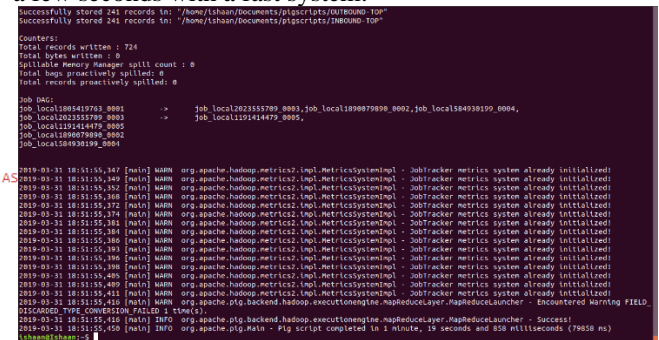 a few seconds with a fast system.
Successfully stored 241 records in: "/home/ishaan/Documents/pigscripts/OUTBOUND-TOP"
Successfully stored 241 records in: "/home/ishaan/Documents/pigscripts/INBOUND-TOP"
Counters:
Total records written : 724
Total bytes written : 0
Spillable Memory Manager spill count : 0
Total bags proactively spilled: 0
Total records proactively spilled: 0
Job DAG:
job_local1805419763_0001 -> job_local2023555709_0003,job_local1890079890_0002,job_local584930199_0004,
job_local2023555709_0003 -> job_local1191414479_0005,
job_local1191414479_0005
job_local1890079890_0002
job_local584930199_0004
AS
2019-03-31 18:51:55,347 [main] WARN org.apache.hadoop.metrics2.impl.MetricsSystemImpl - JobTracker metrics system already initialized!
2019-03-31 18:51:55,349 [main] WARN org.apache.hadoop.metrics2.impl.MetricsSystemImpl - JobTracker metrics system already initialized!
2019-03-31 18:51:55,352 [main] WARN org.apache.hadoop.metrics2.impl.MetricsSystemImpl - JobTracker metrics system already initialized!
2019-03-31 18:51:55,368 [main] WARN org.apache.hadoop.metrics2.impl.MetricsSystemImpl - JobTracker metrics system already initialized!
2019-03-31 18:51:55,372 [main] WARN org.apache.hadoop.metrics2.impl.MetricsSystemImpl - JobTracker metrics system already initialized!
2019-03-31 18:51:55,374 [main] WARN org.apache.hadoop.metrics2.impl.MetricsSystemImpl - JobTracker metrics system already initialized!
2019-03-31 18:51:55,381 [main] WARN org.apache.hadoop.metrics2.impl.MetricsSystemImpl - JobTracker metrics system already initialized!
2019-03-31 18:51:55,384 [main] WARN org.apache.hadoop.metrics2.impl.MetricsSystemImpl - JobTracker metrics system already initialized!
2019-03-31 18:51:55,386 [main] WARN org.apache.hadoop.metrics2.impl.MetricsSystemImpl - JobTracker metrics system already initialized!
2019-03-31 18:51:55,393 [main] WARN org.apache.hadoop.metrics2.impl.MetricsSystemImpl - JobTracker metrics system already initialized!
2019-03-31 18:51:55,396 [main] WARN org.apache.hadoop.metrics2.impl.MetricsSystemImpl - JobTracker metrics system already initialized!
2019-03-31 18:51:55,398 [main] WARN org.apache.hadoop.metrics2.impl.MetricsSystemImpl - JobTracker metrics system already initialized!
2019-03-31 18:51:55,405 [main] WARN org.apache.hadoop.metrics2.impl.MetricsSystemImpl - JobTracker metrics system already initialized!
2019-03-31 18:51:55,409 [main] WARN org.apache.hadoop.metrics2.impl.MetricsSystemImpl - JobTracker metrics system already initialized!
2019-03-31 18:51:55,411 [main] WARN org.apache.hadoop.metrics2.impl.MetricsSystemImpl - JobTracker metrics system already initialized!
2019-03-31 18:51:55,416 [main] WARN org.apache.pig.backend.hadoop.executionengine.mapReduceLayer.MapReduceLauncher - Encountered Warning FIELD_
DISCARDED_TYPE_CONVERSION_FAILED 1 time(s).
2019-03-31 18:51:55,416 [main] INFO org.apache.pig.backend.hadoop.executionengine.mapReduceLayer.MapReduceLauncher - Success!
2019-03-31 18:51:55,450 [main] INFO org.apache.pig.Main - Pig script completed in 1 minute, 19 seconds and 858 milliseconds (79858 ms)
ishaan@Ishaan:~$